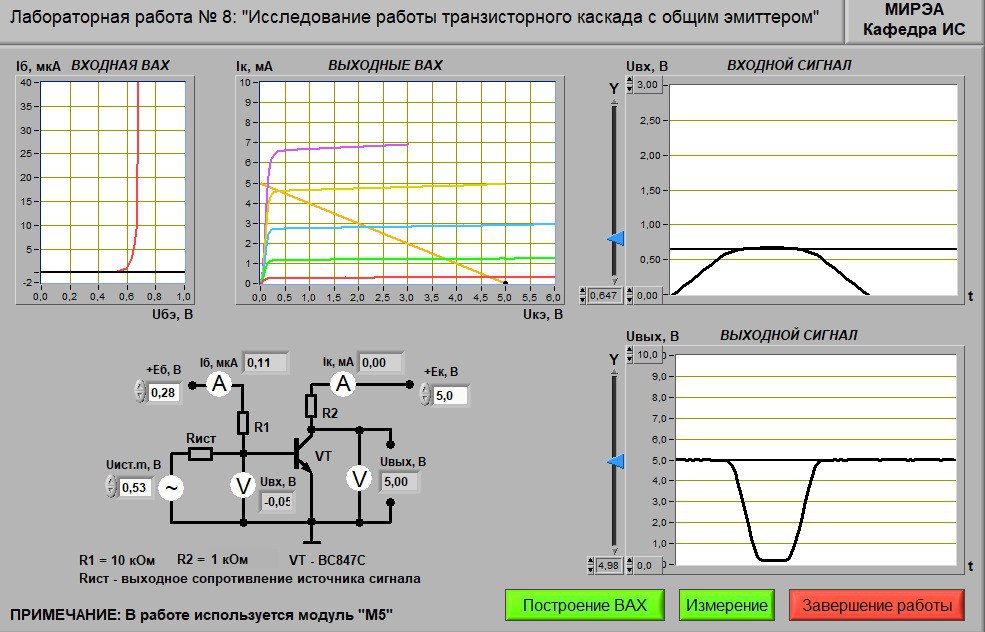 Лабораторная работа № 8: "Исследование работы транзисторного каскада с общим эмиттером"
МИРЭА
Кафедра ИС
Iб, мкА ВХОДНАЯ ВАХ
40
35
30
25
20
15
10
5
-2
0,0 0,2 0,4 0,6 0,8 1,0
Uбэ, В
Iк, мА ВЫХОДНЫЕ ВАХ
10
9
8
7
6
5
4
3
2
1
0
0,0 0,5 1,0 1,5 2,0 2,5 3,0 3,5 4,0 4,5 5,0 5,5 6,0
Uкэ, В
Uвх, В ВХОДНОЙ СИГНАЛ
Y
3,00
2,50
2,00
1,50
1,00
0,50
0,647 0,00
t
Uвых, В ВЫХОДНОЙ СИГНАЛ
Y
10,0
9,0
8,0
7,0
6,0
5,0
4,0
3,0
2,0
1,0
4,98 0,0
t
Iб, мкА 0,11
Iк, мА 0,00
+Еб, В
0,28
A
A
+Ек, В
5,0
R1
R2
Rист
VT
Uист.m, В
0,53
~
V
Uвх, В
-0,05
V
Uвых, В
5,00
R1 = 10 кОм R2 = 1 кОм VT - BC847C
Rист - выходное сопротивление источника сигнала
ПРИМЕЧАНИЕ: В работе используется модуль "М5"
Построение ВАХ
Измерение
Завершение работы